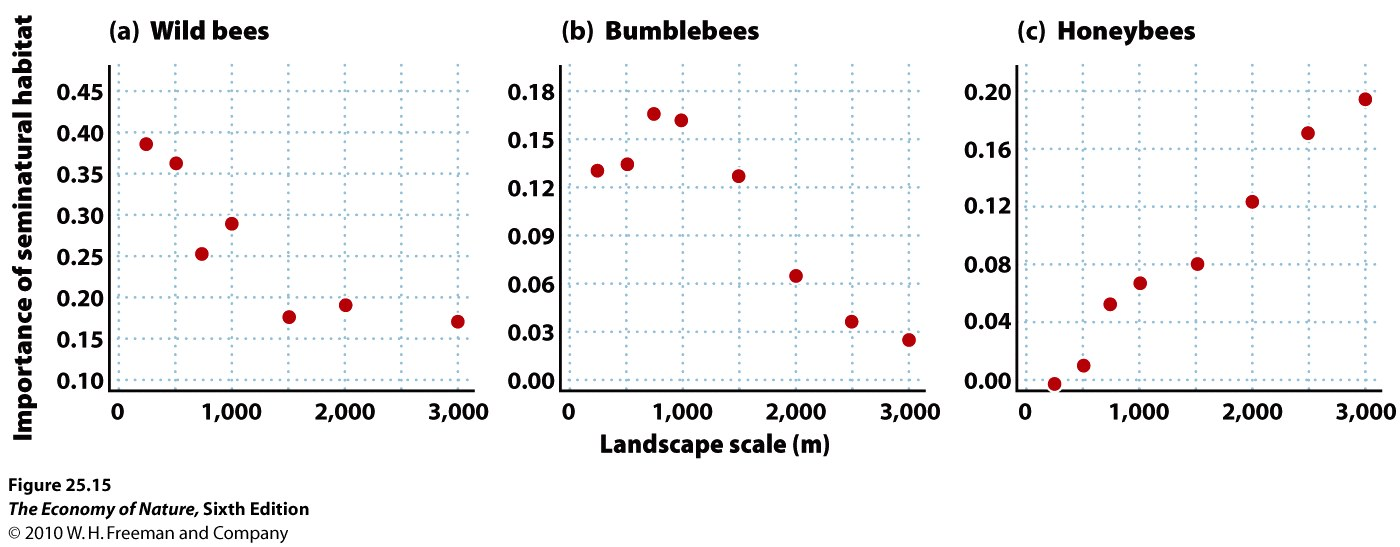 Importance of seminatural habitat
(a) Wild bees
0.45
0.40
0.35
0.30
0.25
0.20
0.15
0.10
0 1,000 2,000 3,000
(b) Bumblebees
0.18
0.15
0.12
0.09
0.06
0.03
0.00
0 1,000 2,000 3,000
(c) Honeybees
0.20
0.16
0.12
0.08
0.04
0.00
0 1,000 2,000 3,000
Landscape scale (m)
Figure 25.15
The Economy of Nature, Sixth Edition
© 2010 W. H. Freeman and Company